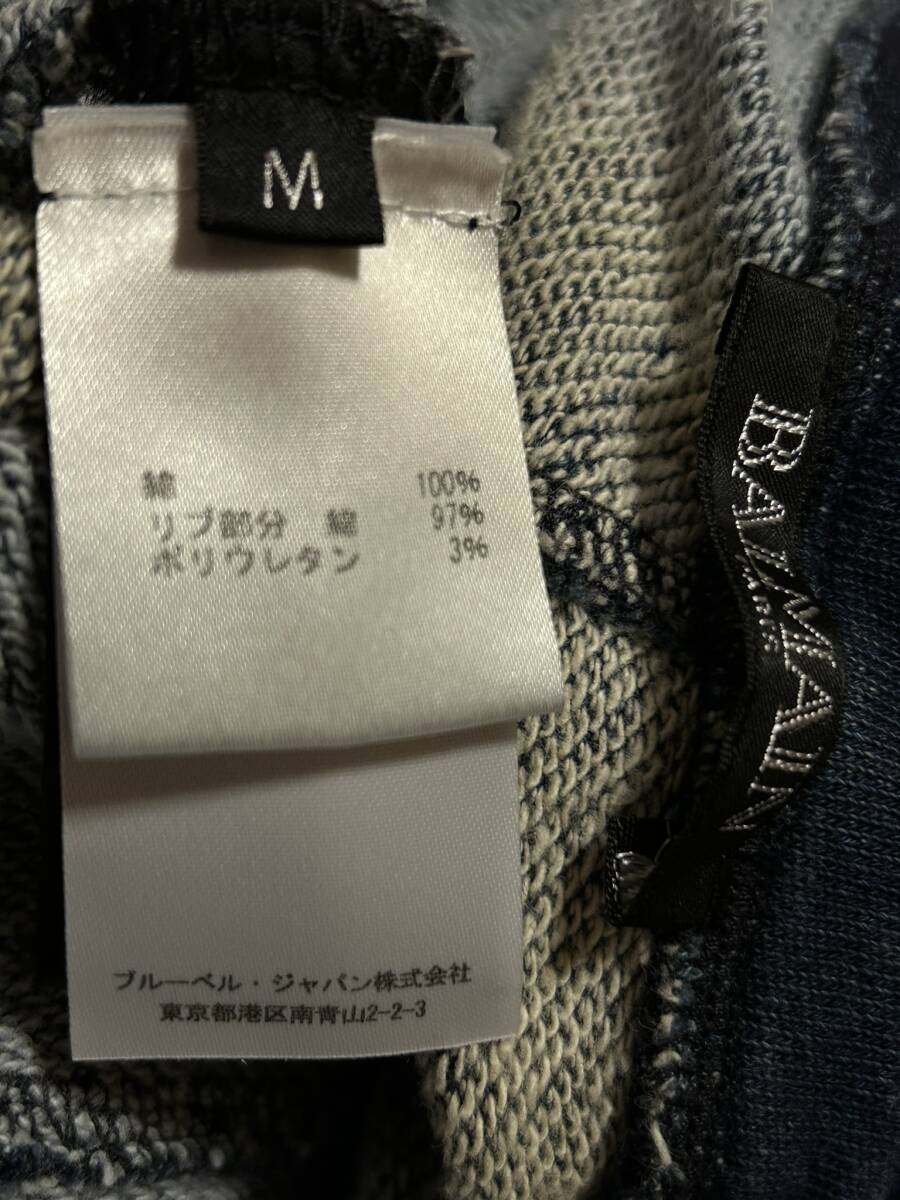 M
綿 100%
リブ部分 綿 97%
ポリウレタン 3%
ブルーベル・ジャパン株式会社
東京都港区南青山2-2-3
BALMAIN
PARIS